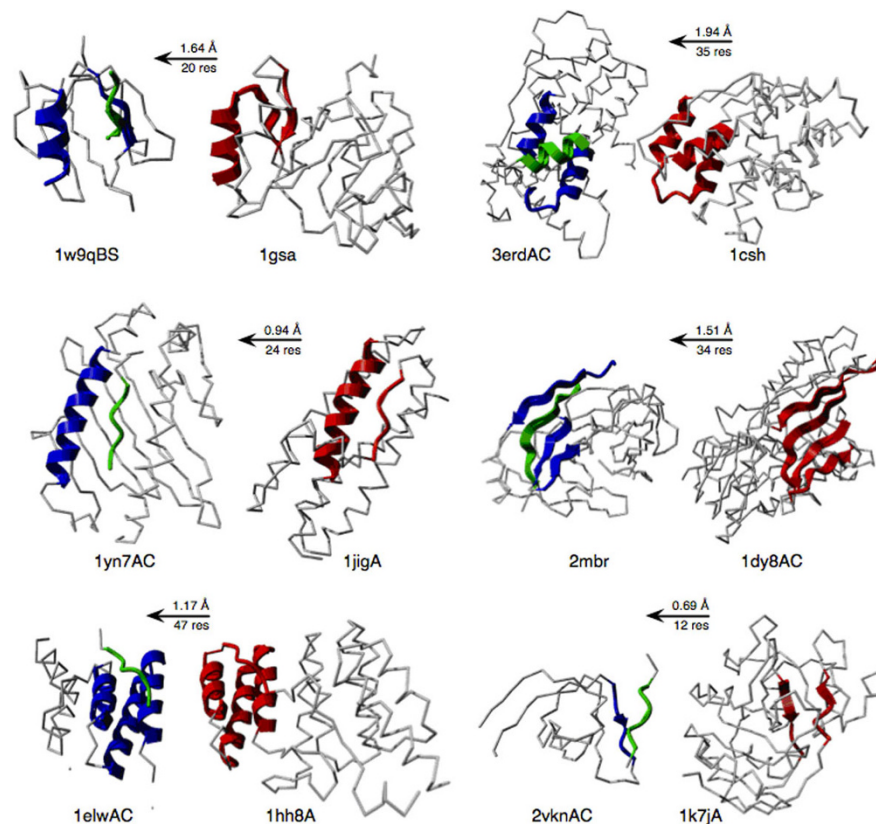 1.64 Å
20 res
1w9qBS
1gsa
1.94 Å
35 res
3erdAC
1csh
0.94 Å
24 res
1yn7AC
1jigA
1.51 Å
34 res
2mbr
1dy8AC
1.17 Å
47 res
1elwAC
1hh8A
0.69 Å
12 res
2vknAC
1k7jA